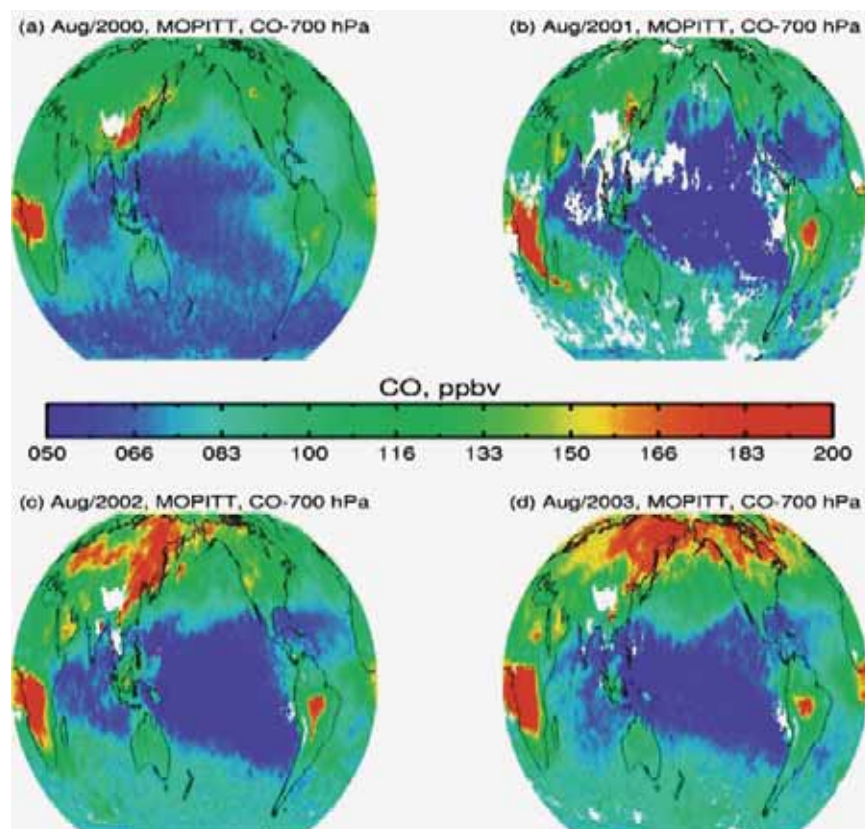 (a) Aug/2000, MOPITT, CO-700 hPa
(b) Aug/2001, MOPITT, CO-700 hPa
CO, ppbv
050 066 083 100 116 133 150 166 183 200
(c) Aug/2002, MOPITT, CO-700 hPa
(d) Aug/2003, MOPITT, CO-700 hPa